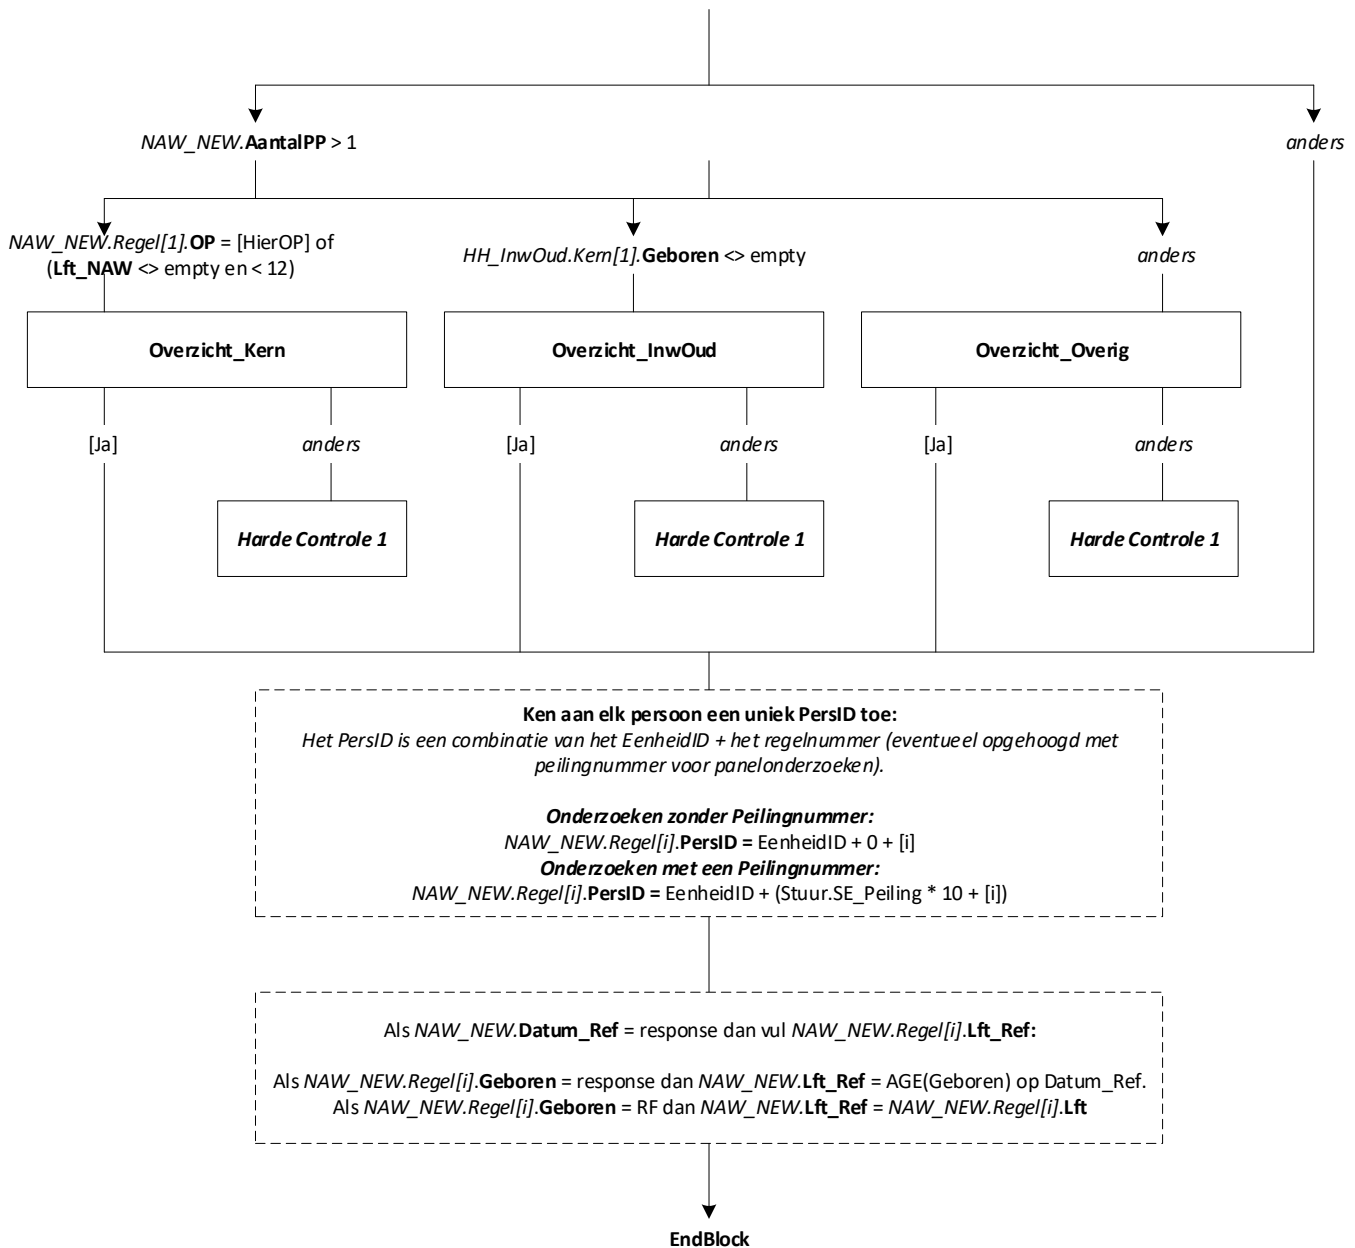 NAW_NEW.AantalPP > 1
anders
NAW_NEW.Regel[1].OP = [HierOP] of
(Lft_NAW <> empty en < 12)
HH_InwOud.Kern[1].Geboren <> empty
anders
Overzicht_Kern
Overzicht_InwOud
Overzicht_Overig
[Ja]
anders
[Ja]
anders
[Ja]
anders
Harde Controle 1
Harde Controle 1
Harde Controle 1
Ken aan elk persoon een uniek PersID toe:
Het PersID is een combinatie van het EenheidID + het regelnummer (eventueel opgehoogd met
peilingnummer voor panelonderzoeken).
Onderzoeken zonder Peilingnummer:
NAW_NEW.Regel[i].PersID = EenheidID + 0 + [i]
Onderzoeken met een Peilingnummer:
NAW_NEW.Regel[i].PersID = EenheidID + (Stuur.SE_Peiling * 10 + [i])
Als NAW_NEW.Datum_Ref = response dan vul NAW_NEW.Regel[i].Lft_Ref:
Als NAW_NEW.Regel[i].Geboren = response dan NAW_NEW.Lft_Ref = AGE(Geboren) op Datum_Ref.
Als NAW_NEW.Regel[i].Geboren = RF dan NAW_NEW.Lft_Ref = NAW_NEW.Regel[i].Lft
EndBlock